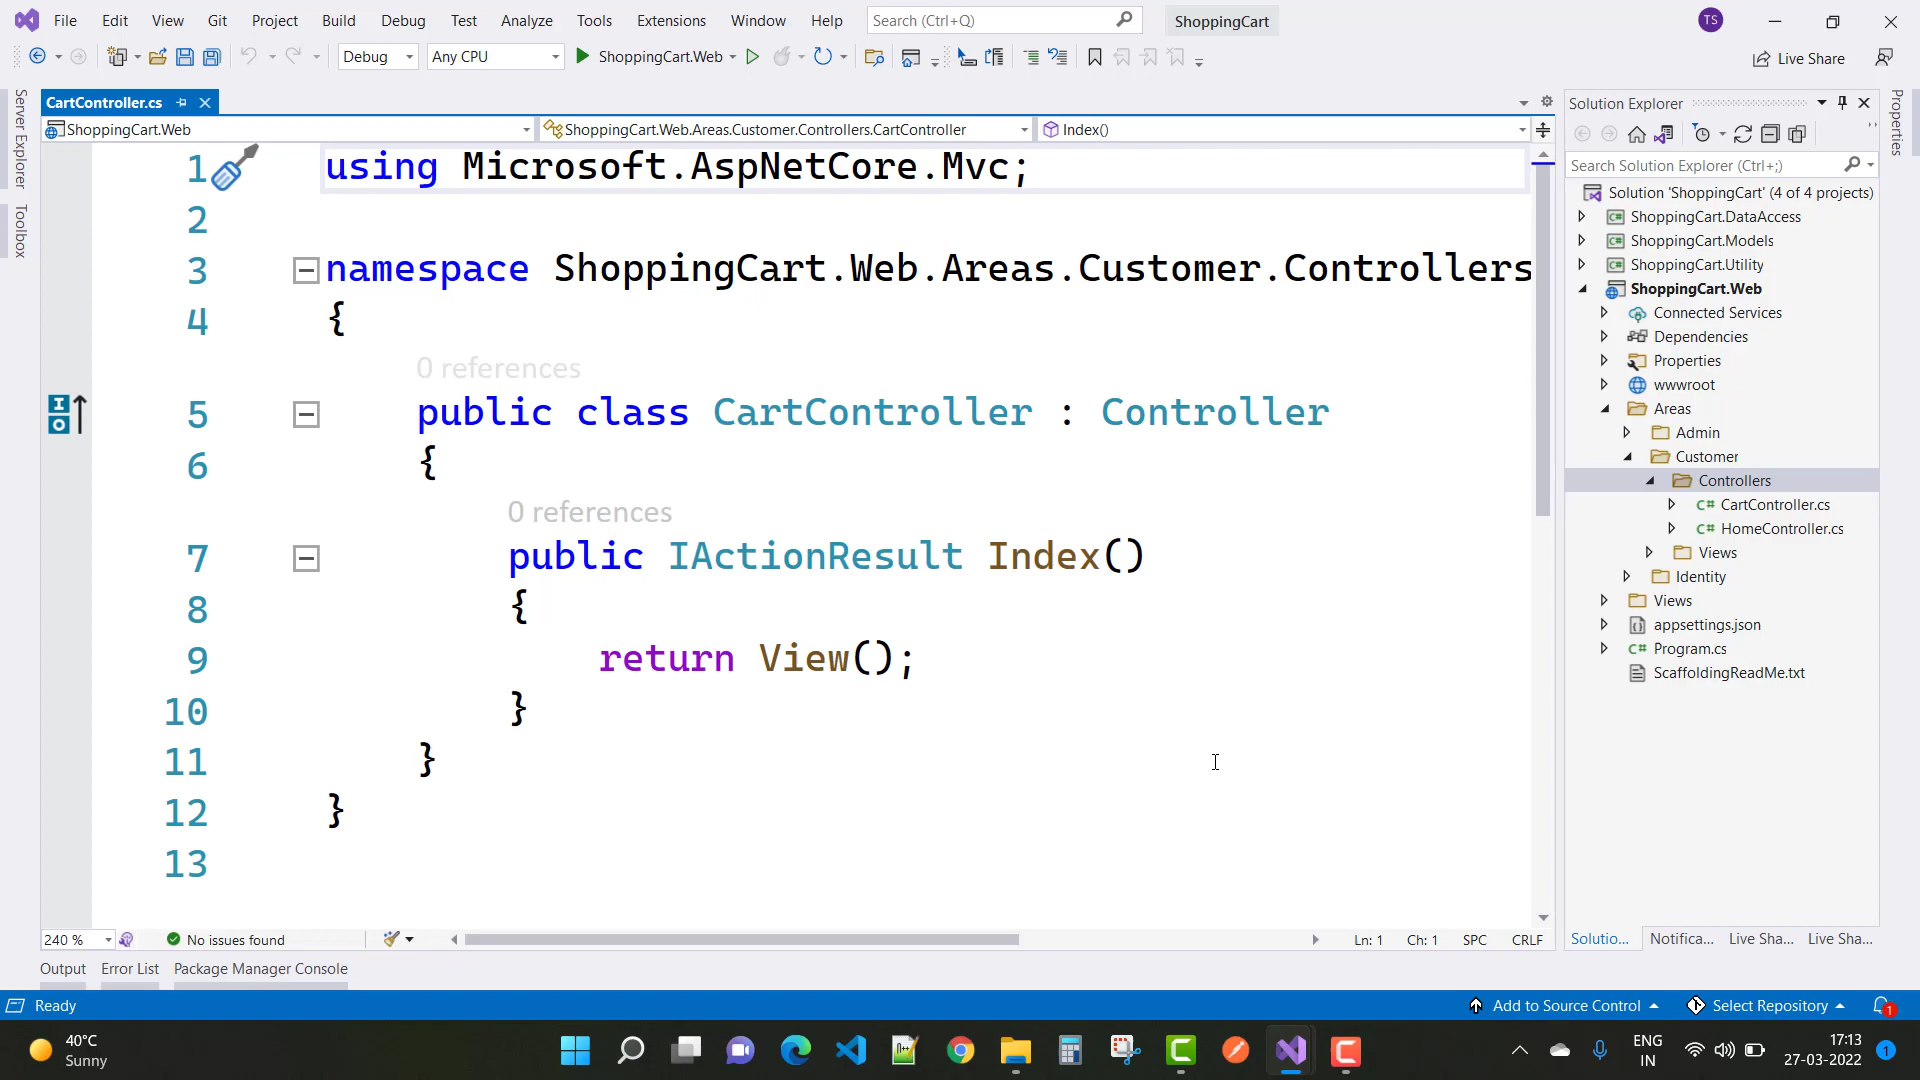 File Edit View Git Project Build Debug Test Analyze Tools Extensions Window Help Search (Ctrl+Q) ShoppingCart TS
Debug Any CPU ShoppingCart.Web Live Share
Server Explorer
Toolbox
CartController.cs
ShoppingCart.Web ShoppingCart.Web.Areas.Customer.Controllers.CartController Index()
1 using Microsoft.AspNetCore.Mvc;
2
3 namespace ShoppingCart.Web.Areas.Customer.Controllers
4 {
0 references
5 public class CartController : Controller
6 {
0 references
7 public IActionResult Index()
8 {
9 return View();
10 }
11 }
12 }
13
240 % No issues found Ln: 1 Ch: 1 SPC CRLF
Solution Explorer
Search Solution Explorer (Ctrl+;)
Solution 'ShoppingCart' (4 of 4 projects)
ShoppingCart.DataAccess
ShoppingCart.Models
ShoppingCart.Utility
ShoppingCart.Web
Connected Services
Dependencies
Properties
wwwroot
Areas
Admin
Customer
Controllers
C# CartController.cs
C# HomeController.cs
Views
Identity
Views
appsettings.json
C# Program.cs
ScaffoldingReadMe.txt
Solutio... Notifica... Live Sha... Live Sha...
Properties
Output Error List Package Manager Console
Ready Add to Source Control Select Repository 1
40°C
Sunny
ENG
IN
17:13
27-03-2022
1